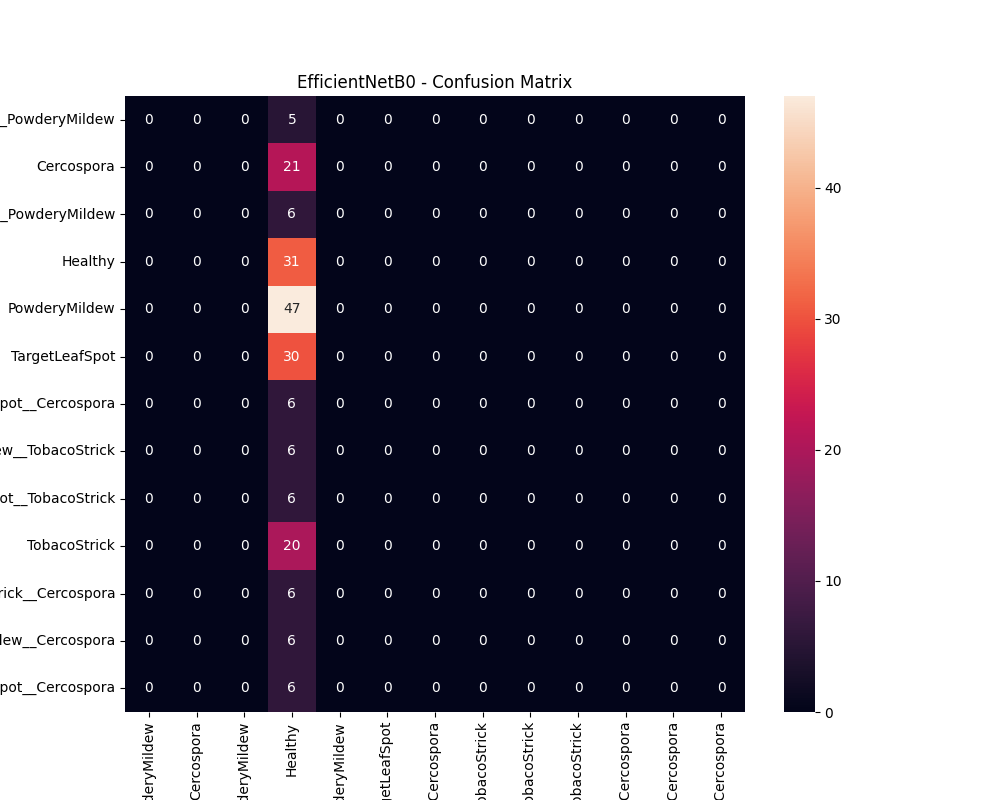 EfficientNetB0 - Confusion Matrix
_PowderyMildew 0 0 0 5 0 0 0 0 0 0 0 0 0
Cercospora 0 0 0 21 0 0 0 0 0 0 0 0 0
_PowderyMildew 0 0 0 6 0 0 0 0 0 0 0 0 0
Healthy 0 0 0 31 0 0 0 0 0 0 0 0 0
PowderyMildew 0 0 0 47 0 0 0 0 0 0 0 0 0
TargetLeafSpot 0 0 0 30 0 0 0 0 0 0 0 0 0
pot__Cercospora 0 0 0 6 0 0 0 0 0 0 0 0 0
ew__TobacoStrick 0 0 0 6 0 0 0 0 0 0 0 0 0
ot__TobacoStrick 0 0 0 6 0 0 0 0 0 0 0 0 0
TobacoStrick 0 0 0 20 0 0 0 0 0 0 0 0 0
rick__Cercospora 0 0 0 6 0 0 0 0 0 0 0 0 0
lew__Cercospora 0 0 0 6 0 0 0 0 0 0 0 0 0
pot__Cercospora 0 0 0 6 0 0 0 0 0 0 0 0 0
deryMildew
Cercospora
deryMildew
Healthy
deryMildew
getLeafSpot
Cercospora
obacoStrick
obacoStrick
obacoStrick
Cercospora
Cercospora
Cercospora
40
30
20
10
0